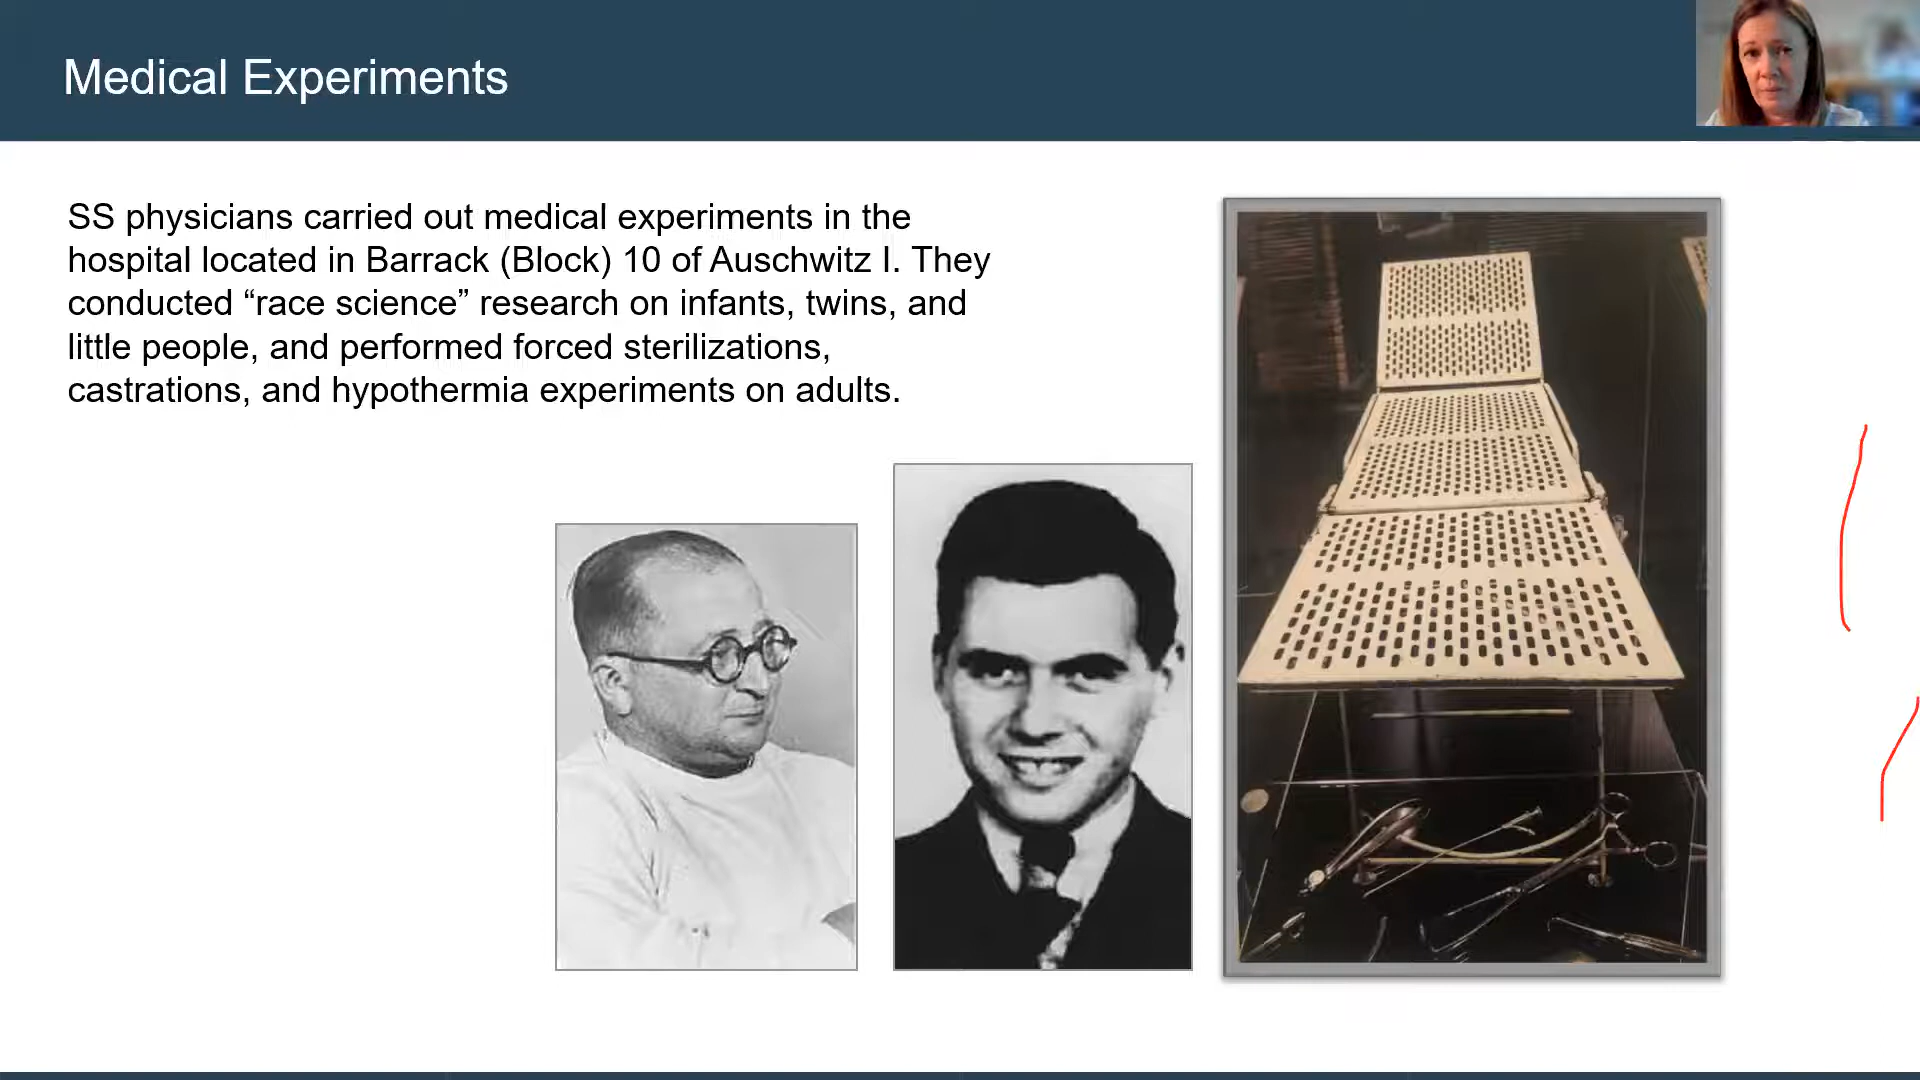 Medical Experiments
SS physicians carried out medical experiments in the
hospital located in Barrack (Block) 10 of Auschwitz I. They
conducted “race science” research on infants, twins, and
little people, and performed forced sterilizations,
castrations, and hypothermia experiments on adults.